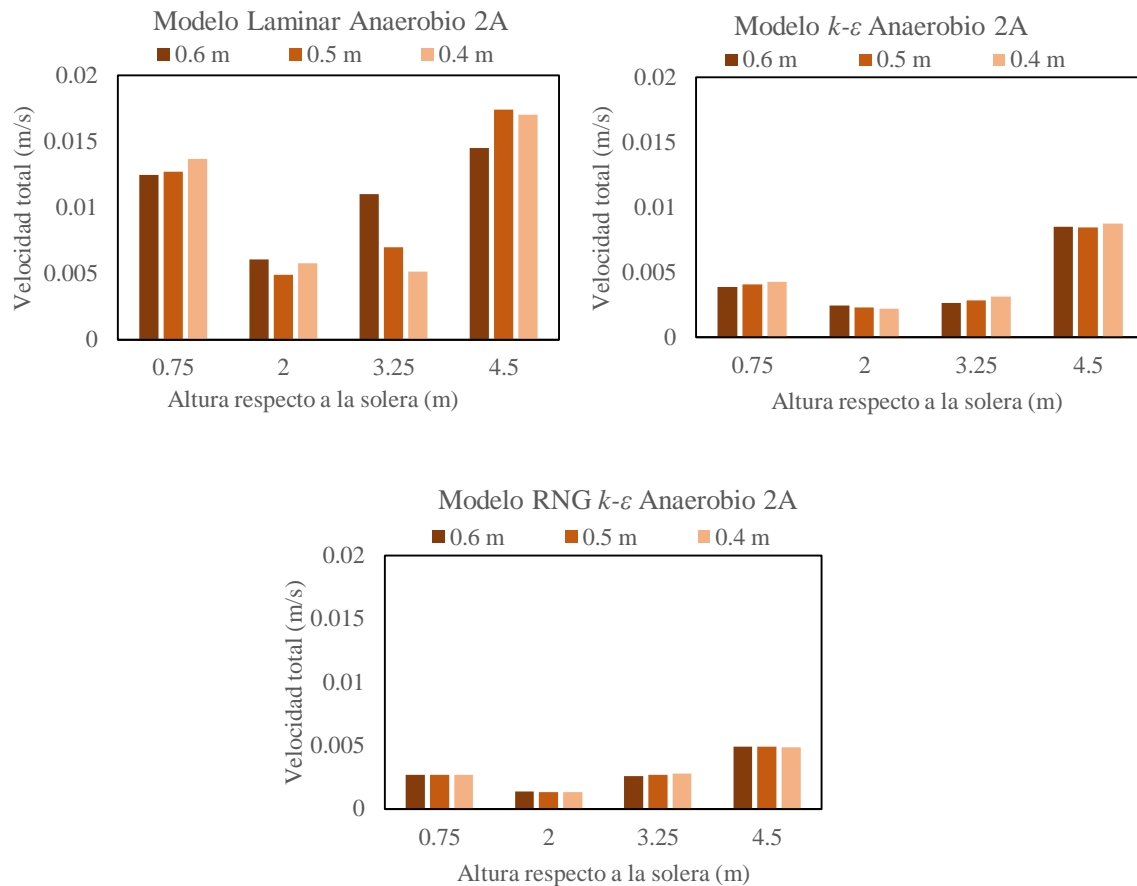 Modelo Laminar Anaerobio 2A
0.6 m 0.5 m 0.4 m
0.02
0.015
0.01
0.005
0
Velocidad total (m/s)
0.75 2 3.25 4.5
Altura respecto a la solera (m)
Modelo k-ε Anaerobio 2A
0.6 m 0.5 m 0.4 m
0.02
0.015
0.01
0.005
0
Velocidad total (m/s)
0.75 2 3.25 4.5
Altura respecto a la solera (m)
Modelo RNG k-ε Anaerobio 2A
0.6 m 0.5 m 0.4 m
0.02
0.015
0.01
0.005
0
Velocidad total (m/s)
0.75 2 3.25 4.5
Altura respecto a la solera (m)